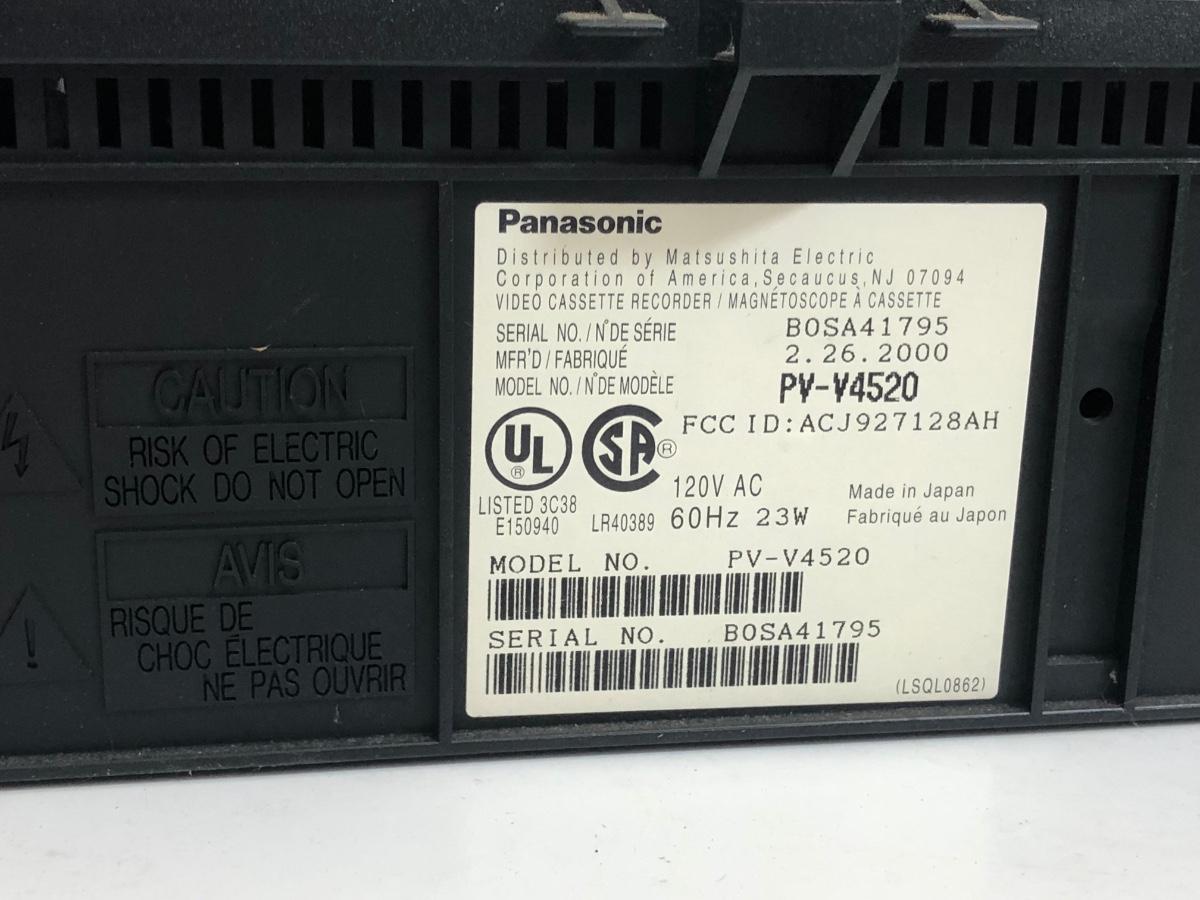 CAUTION
RISK OF ELECTRIC
SHOCK DO NOT OPEN
AVIS
RISQUE DE
CHOC ÉLECTRIQUE
NE PAS OUVRIR
Panasonic
Distributed by Matsushita Electric
Corporation of America, Secaucus, NJ 07094
VIDEO CASSETTE RECORDER / MAGNÉTOSCOPE À CASSETTE
SERIAL NO. / N° DE SÉRIE B0SA41795
MFR'D / FABRIQUÉ 2.26.2000
MODEL NO. / N° DE MODÈLE PV-V4520
UL ® SA ® FCC ID: ACJ927128AH
LISTED 3C38
E150940
LR40389
120V AC
60Hz 23W
Made in Japan
Fabriqué au Japon
MODEL NO. PV-V4520
SERIAL NO. B0SA41795
(LSQL0862)